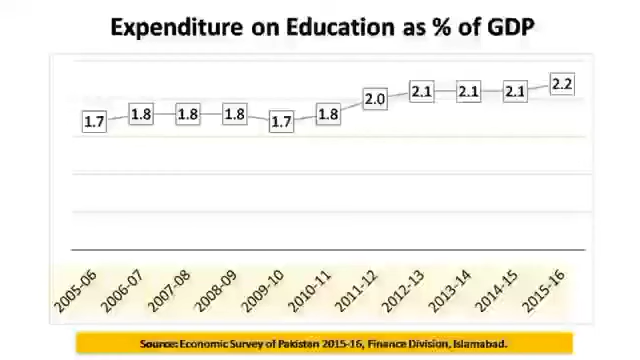 Expenditure on Education as % of GDP
1.7 1.8 1.8 1.8 1.7 1.8 2.0 2.1 2.1 2.1 2.2
2005-06 2006-07 2007-08 2008-09 2009-10 2010-11 2011-12 2012-13 2013-14 2014-15 2015-16
Source: Economic Survey of Pakistan 2015-16, Finance Division, Islamabad.